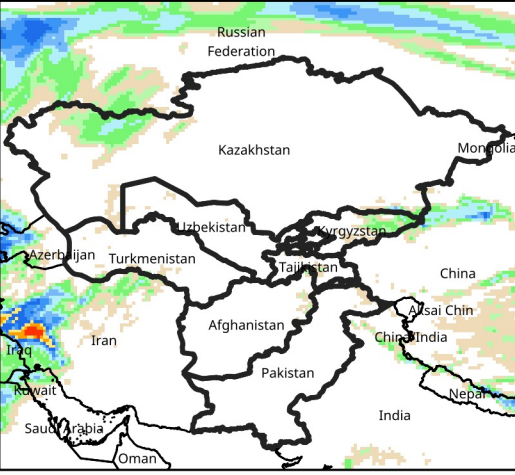 Russian
Federation
Kazakhstan
Mongolia
Uzbekistan
Kyrgyzstan
Azerbaijan
Turkmenistan
Tajikistan
China
Aksai Chin
Afghanistan
China/India
Iran
Iraq
Pakistan
Kuwait
Nepal
India
Saudi Arabia
Oman